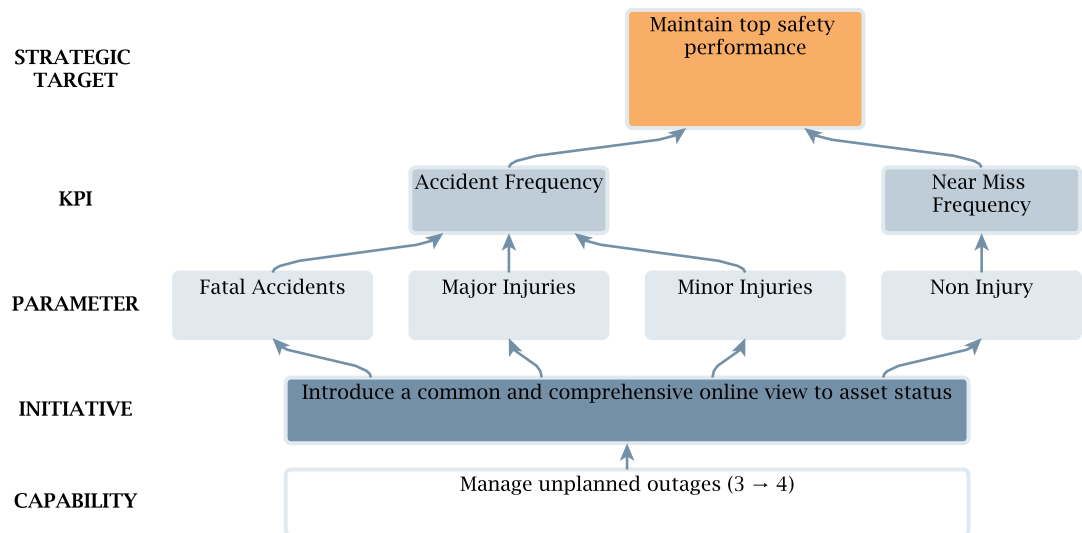 STRATEGIC
TARGET
Maintain top safety
performance
KPI
Accident Frequency
Near Miss
Frequency
PARAMETER
Fatal Accidents
Major Injuries
Minor Injuries
Non Injury
INITIATIVE
Introduce a common and comprehensive online view to asset status
CAPABILITY
Manage unplanned outages (3 → 4)